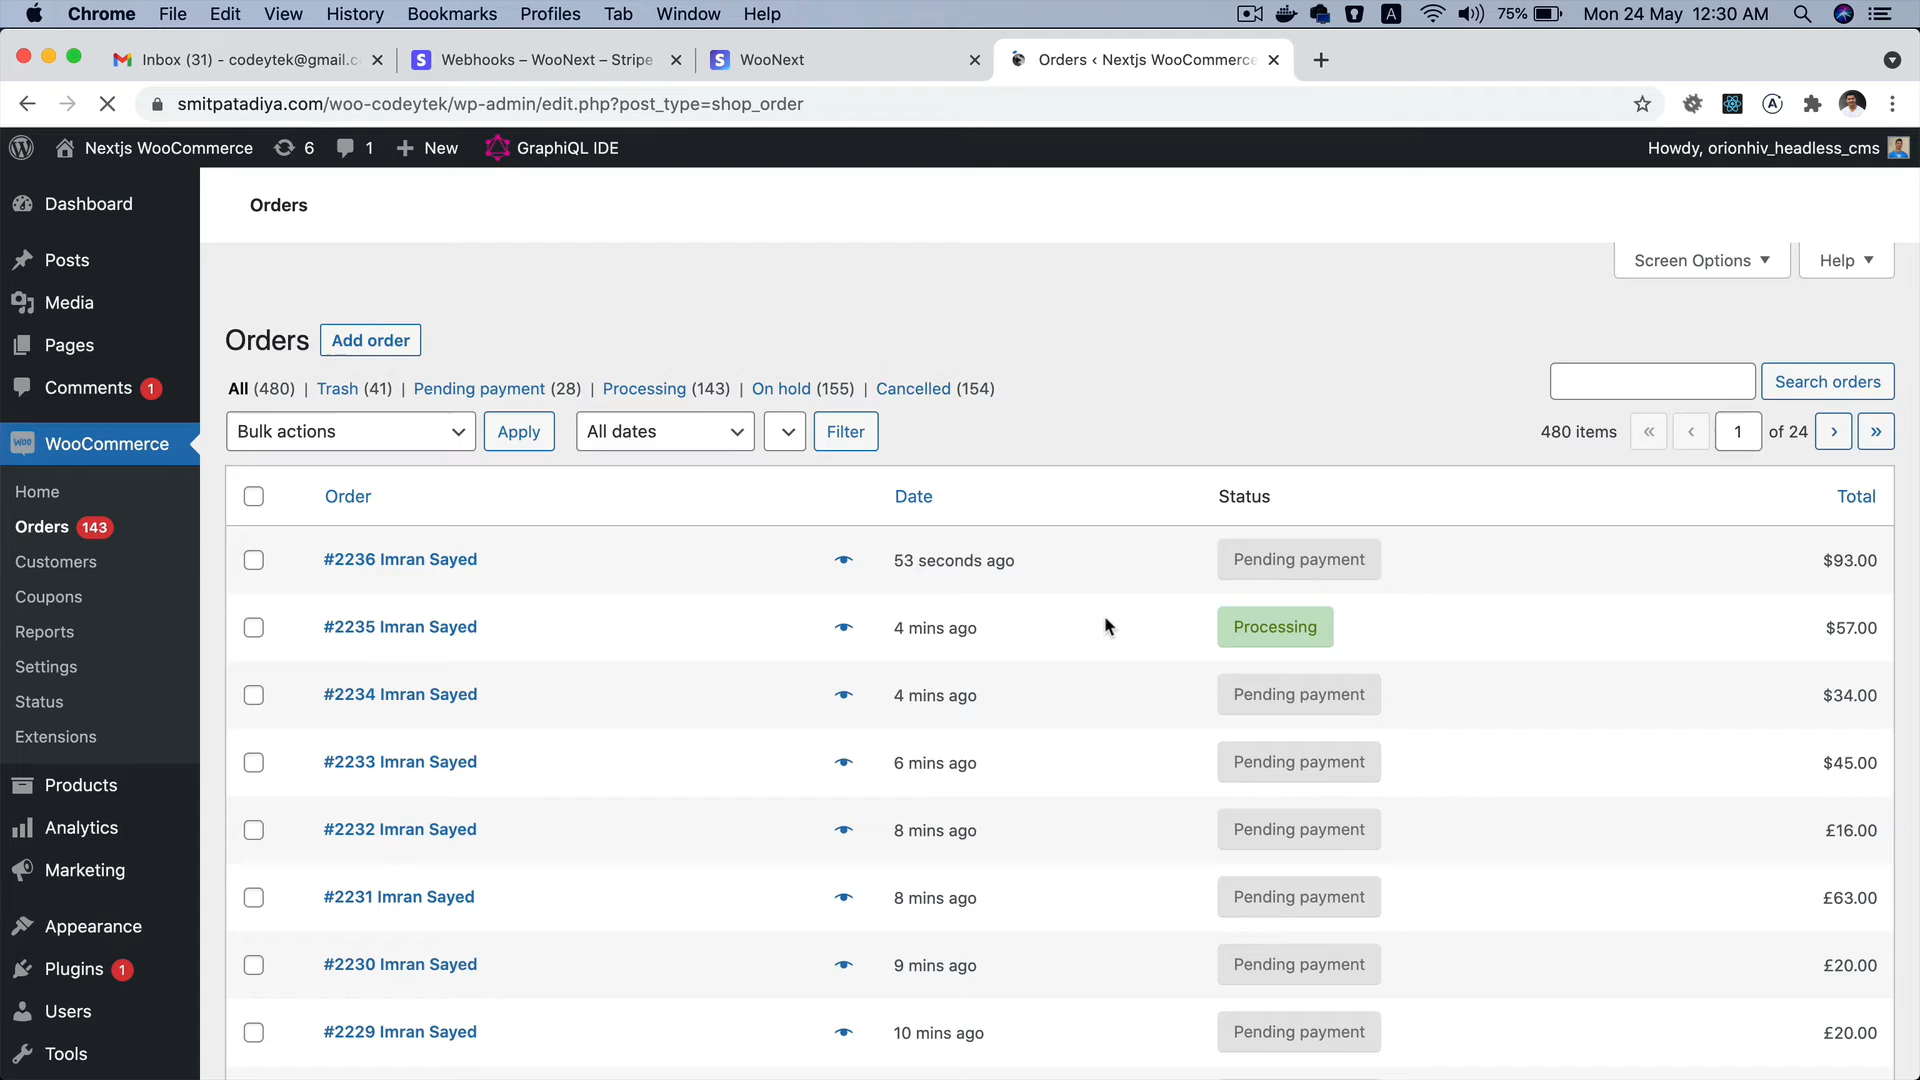 Chrome File Edit View History Bookmarks Profiles Tab Window Help A 75% Mon 24 May 12:30 AM
Inbox (31) - codeytek@gmail.c Webhooks – WooNext – Stripe WooNext Orders ‹ Nextjs WooCommerce
smitpatadiya.com/woo-codeytek/wp-admin/edit.php?post_type=shop_order
Nextjs WooCommerce 6 1 New GraphiQL IDE Howdy, orionhiv_headless_cms
Dashboard
Posts
Media
Pages
Comments 1
WooCommerce
Home
Orders 143
Customers
Coupons
Reports
Settings
Status
Extensions
Products
Analytics
Marketing
Appearance
Plugins 1
Users
Tools
Orders
Screen Options Help
Orders Add order
All (480) | Trash (41) | Pending payment (28) | Processing (143) | On hold (155) | Cancelled (154)
Search orders
Bulk actions Apply All dates Filter 480 items « ‹ 1 of 24 › »
Order Date Status Total
#2236 Imran Sayed 53 seconds ago Pending payment $93.00
#2235 Imran Sayed 4 mins ago Processing $57.00
#2234 Imran Sayed 4 mins ago Pending payment $34.00
#2233 Imran Sayed 6 mins ago Pending payment $45.00
#2232 Imran Sayed 8 mins ago Pending payment £16.00
#2231 Imran Sayed 8 mins ago Pending payment £63.00
#2230 Imran Sayed 9 mins ago Pending payment £20.00
#2229 Imran Sayed 10 mins ago Pending payment £20.00